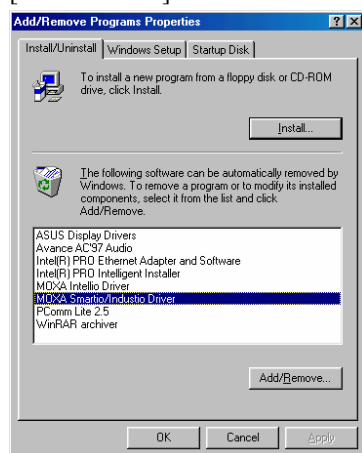 Add/Remove Programs Properties
Install/Uninstall Windows Setup Startup Disk
To install a new program from a floppy disk or CD-ROM
drive, click Install.
Install...
The following software can be automatically removed by
Windows. To remove a program or to modify its installed
components, select it from the list and click
Add/Remove.
ASUS Display Drivers
Avance AC'97 Audio
Intel(R) PRO Ethernet Adapter and Software
Intel(R) PRO Intelligent Installer
MOXA Intellio Driver
MOXA Smartio/Industio Driver
PComm Lite 2.5
WinRAR archiver
Add/Remove...
OK Cancel Apply